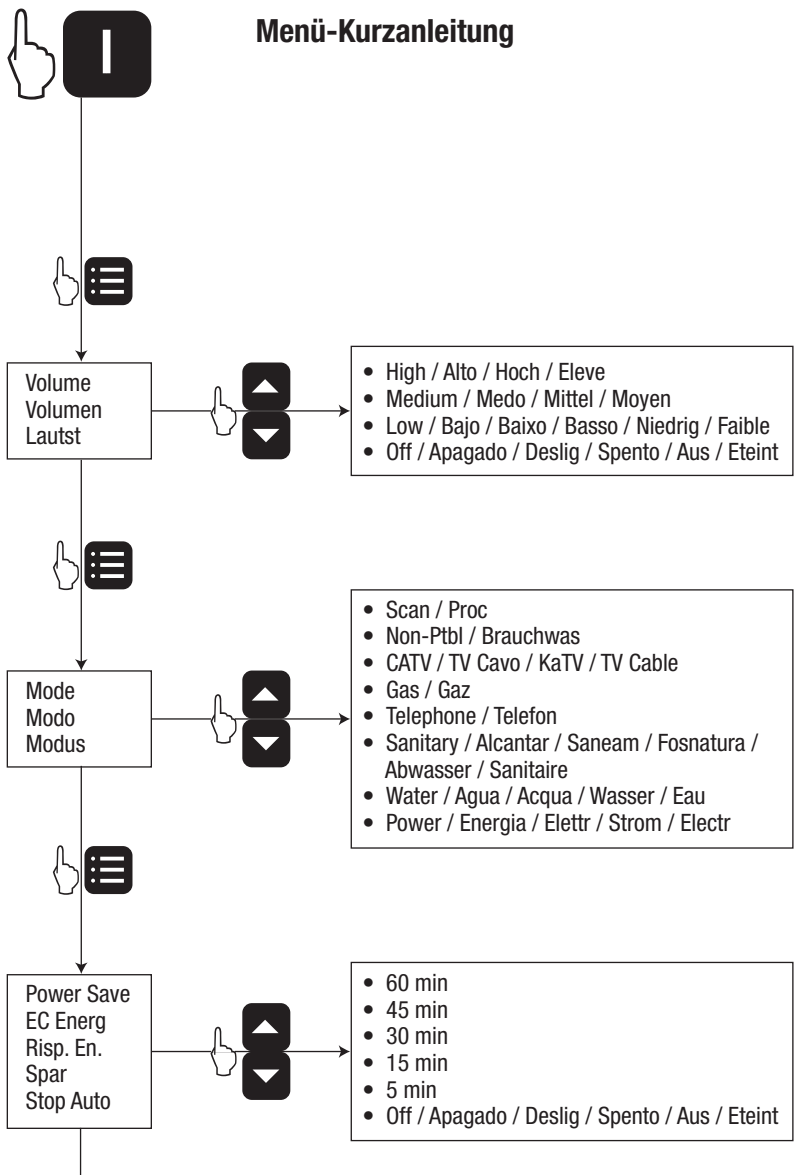 Menü-Kurzanleitung
Volume
Volumen
Lautst
• High / Alto / Hoch / Eleve
• Medium / Medo / Mittel / Moyen
• Low / Bajo / Baixo / Basso / Niedrig / Faible
• Off / Apagado / Deslig / Spento / Aus / Eteint
Mode
Modo
Modus
• Scan / Proc
• Non-Ptbl / Brauchwas
• CATV / TV Cavo / KaTV / TV Cable
• Gas / Gaz
• Telephone / Telefon
• Sanitary / Alcantar / Saneam / Fosnatura /
Abwasser / Sanitaire
• Water / Agua / Acqua / Wasser / Eau
• Power / Energia / Elettr / Strom / Electr
Power Save
EC Energ
Risp. En.
Spar
Stop Auto
• 60 min
• 45 min
• 30 min
• 15 min
• 5 min
• Off / Apagado / Deslig / Spento / Aus / Eteint